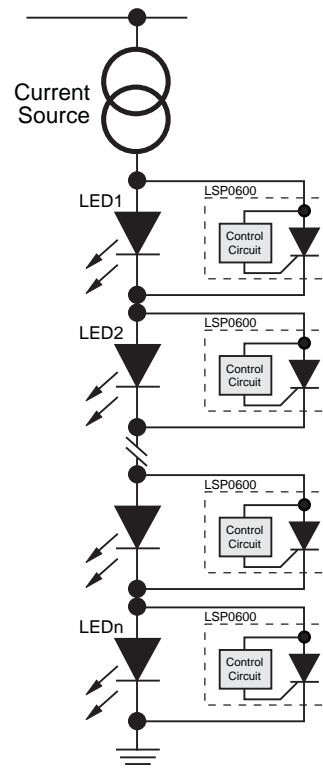 Current
Source
LSP0600
LED1
Control
Circuit
LSP0600
LED2
Control
Circuit
LSP0600
Control
Circuit
LSP0600
LEDn
Control
Circuit